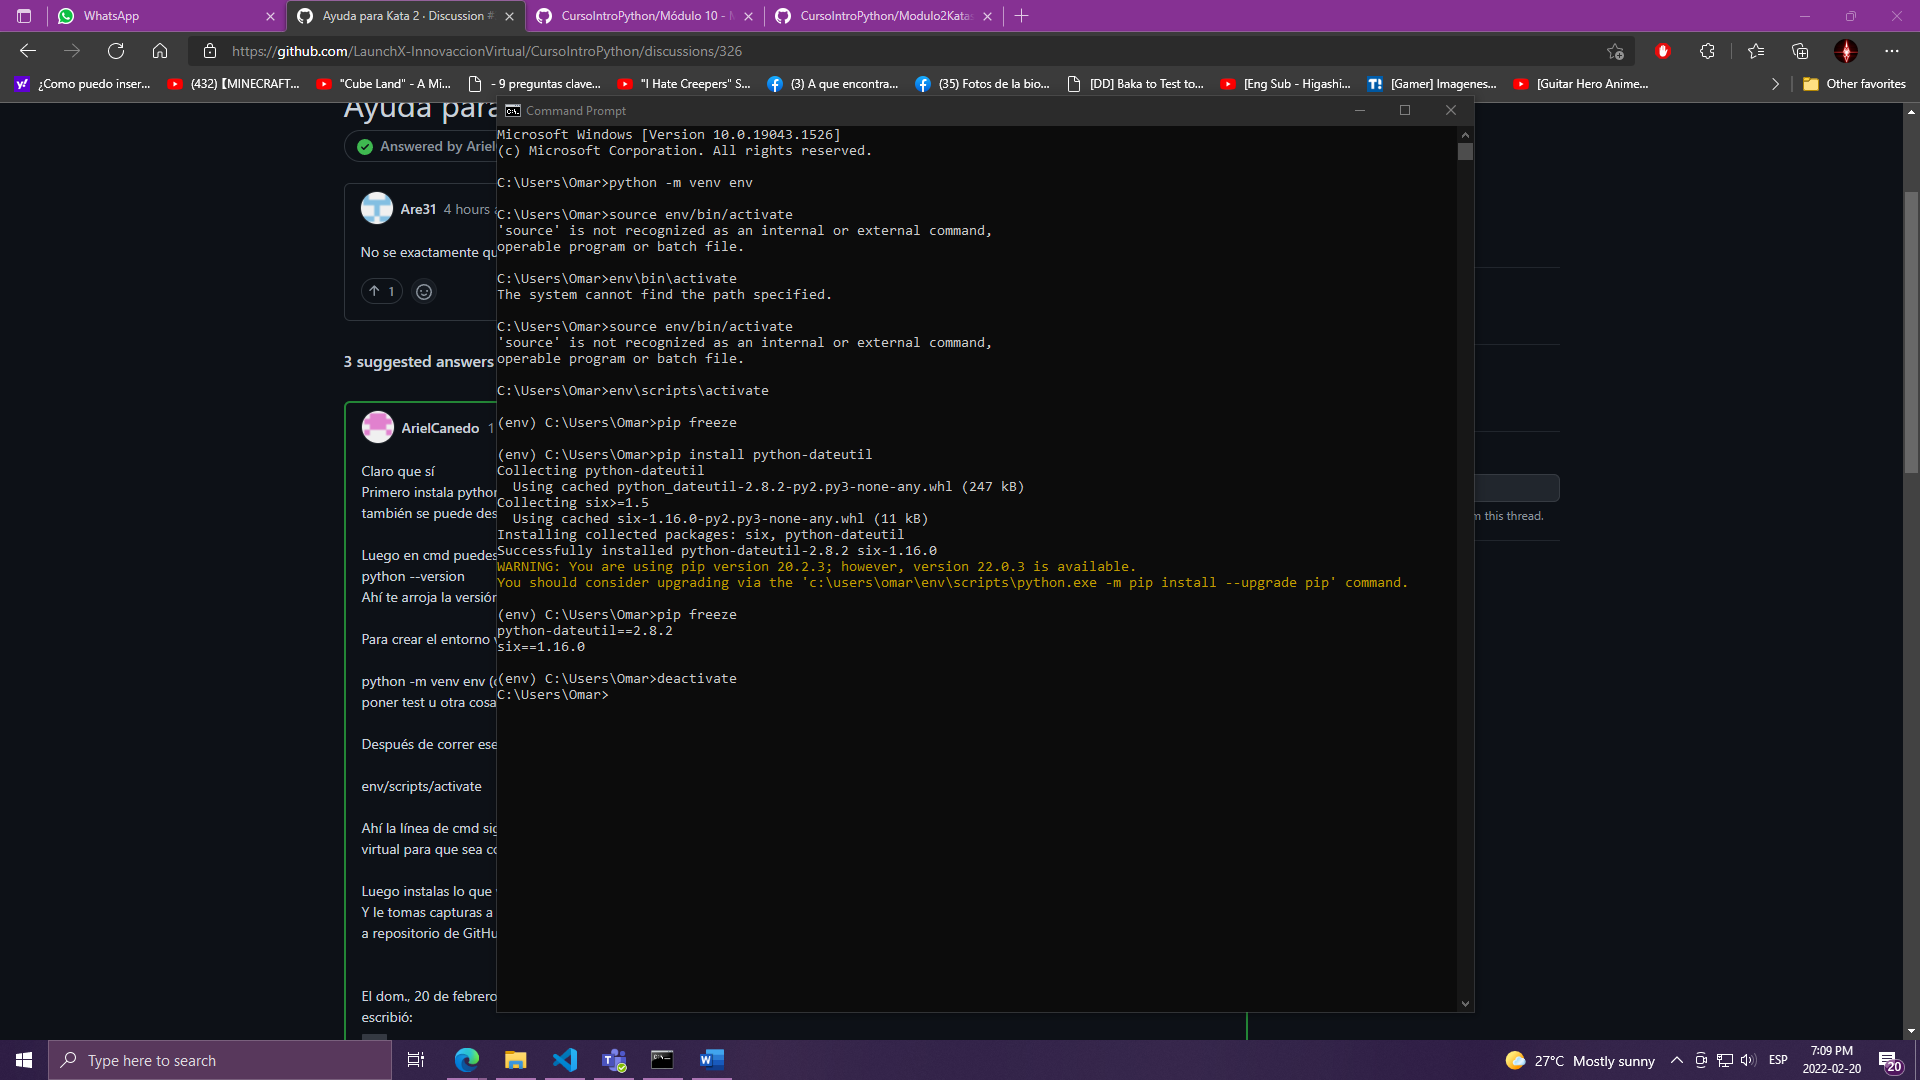 WhatsApp
Ayuda para Kata 2 · Discussion #
CursoIntroPython/Módulo 10 -
CursoIntroPython/Modulo2Kata
https://github.com/LaunchX-InnovaccionVirtual/CursoIntroPython/discussions/326
¿Como puedo inser...
(432)【MINECRAFT...
"Cube Land" - A Mi...
- 9 preguntas clave...
"I Hate Creepers" S...
(3) A que encontra...
(35) Fotos de la bio...
[DD] Baka to Test to...
[Eng Sub - Higashi...
[Gamer] Imagenes...
[Guitar Hero Anime...
Other favorites
Ayuda para
Answered by Ariel
Are31 4 hours a
No se exactamente qu
1
3 suggested answers
ArielCanedo 1
Claro que sí
Primero instala python
también se puede des
Luego en cmd puedes
python --version
Ahí te arroja la versión
Para crear el entorno v
python -m venv env (
poner test u otra cosa
Después de correr ese
env/scripts/activate
Ahí la línea de cmd sig
virtual para que sea co
Luego instalas lo que
Y le tomas capturas a
a repositorio de GitHu
El dom., 20 de febrero
escribió:
m this thread.
Command Prompt
Microsoft Windows [Version 10.0.19043.1526]
(c) Microsoft Corporation. All rights reserved.
C:\Users\Omar>python -m venv env
C:\Users\Omar>source env/bin/activate
'source' is not recognized as an internal or external command,
operable program or batch file.
C:\Users\Omar>env\bin\activate
The system cannot find the path specified.
C:\Users\Omar>source env/bin/activate
'source' is not recognized as an internal or external command,
operable program or batch file.
C:\Users\Omar>env\scripts\activate
(env) C:\Users\Omar>pip freeze
(env) C:\Users\Omar>pip install python-dateutil
Collecting python-dateutil
Using cached python_dateutil-2.8.2-py2.py3-none-any.whl (247 kB)
Collecting six>=1.5
Using cached six-1.16.0-py2.py3-none-any.whl (11 kB)
Installing collected packages: six, python-dateutil
Successfully installed python-dateutil-2.8.2 six-1.16.0
WARNING: You are using pip version 20.2.3; however, version 22.0.3 is available.
You should consider upgrading via the 'c:\users\omar\env\scripts\python.exe -m pip install --upgrade pip' command.
(env) C:\Users\Omar>pip freeze
python-dateutil==2.8.2
six==1.16.0
(env) C:\Users\Omar>deactivate
C:\Users\Omar>
Type here to search
27°C Mostly sunny
ESP
7:09 PM
2022-02-20
20